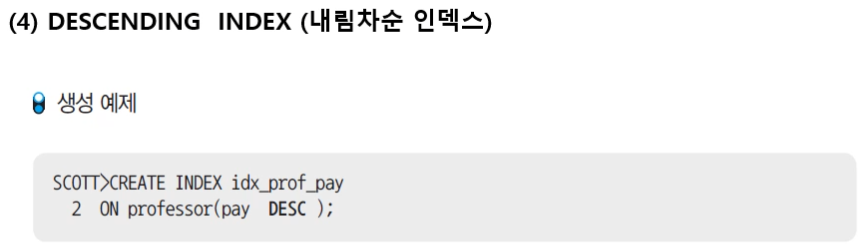 (4) DESCENDING INDEX (내림차순 인덱스)
생성 예제
SCOTT>CREATE INDEX idx_prof_pay
2 ON professor(pay DESC );